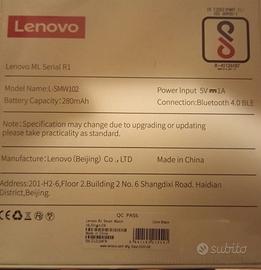 Lenovo
Lenovo ML Serial R1
Model:L-SMW102
Power Input 5V⎓1A
Battery Capacity:280mAh
Connection:Bluetooth 4.0 BLE
Specification may change due to upgrading or updating
please take practicality as standard.
Manufacture: Lenovo (Beijing) Co., LTD
Made in China
Address:201-H2-6,Floor 2.Building 2 No. 6 Shangdixi Road. Haidian
District,Beijing.
QC PASS
subito